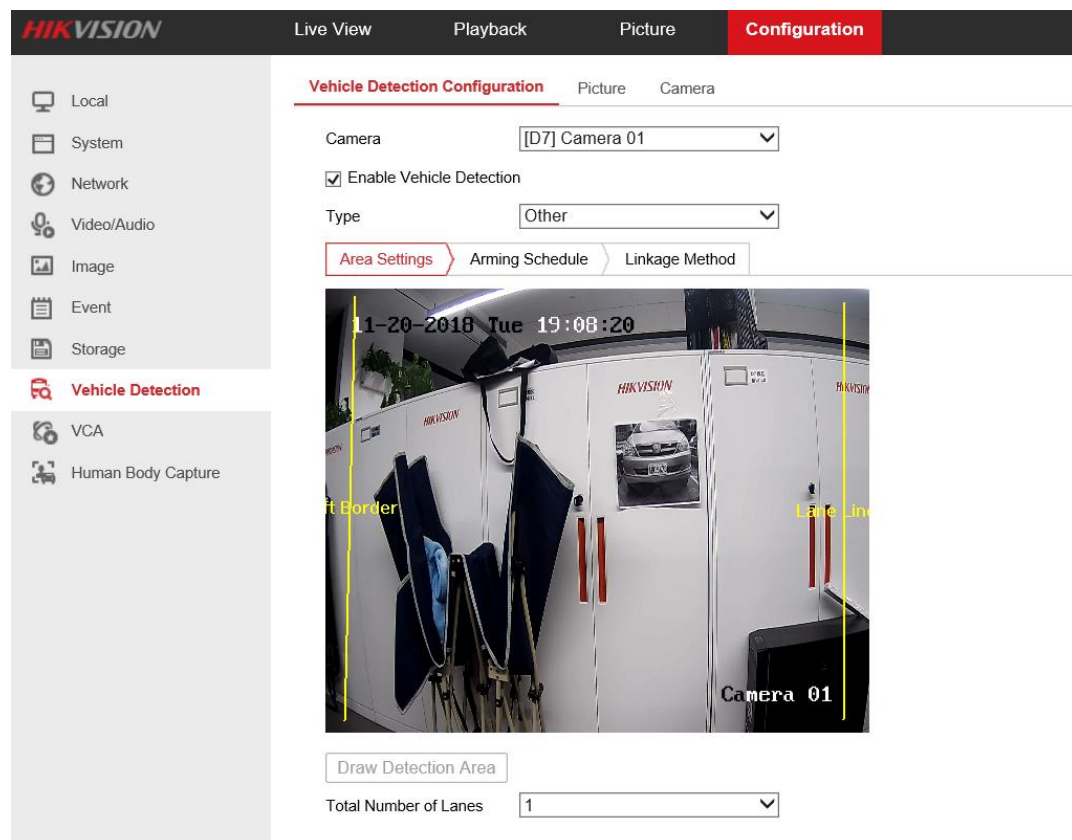 HIKVISION Live View Playback Picture Configuration
Vehicle Detection Configuration Picture Camera
Local
System
Network
Video/Audio
Image
Event
Storage
Vehicle Detection
VCA
Human Body Capture
Camera [D7] Camera 01
Enable Vehicle Detection
Type Other
Area Settings Arming Schedule Linkage Method
11-20-2018 Tue 19:08:20
HIKVISION
HIKVISION
ft Border
Lane Line
Camera 01
Draw Detection Area
Total Number of Lanes 1